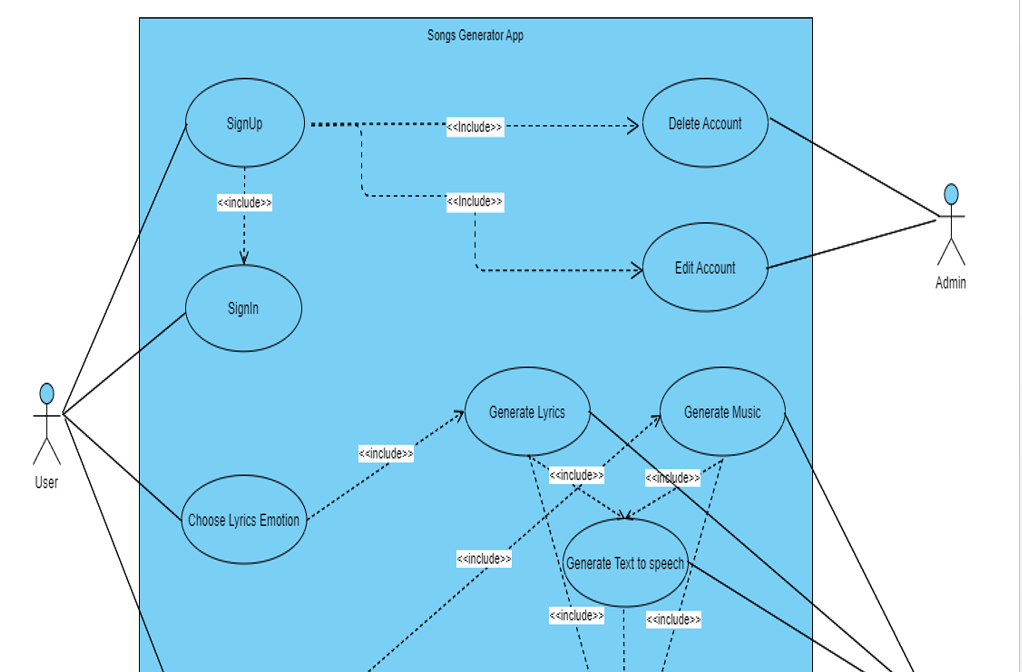 Songs Generator App
SignUp
<<Include>>
Delete Account
<<include>>
<<Include>>
Edit Account
Admin
SignIn
Generate Lyrics
Generate Music
<<include>>
User
<<include>>
<<include>>
Choose Lyrics Emotion
<<include>>
Generate Text to speech
<<include>>
<<include>>